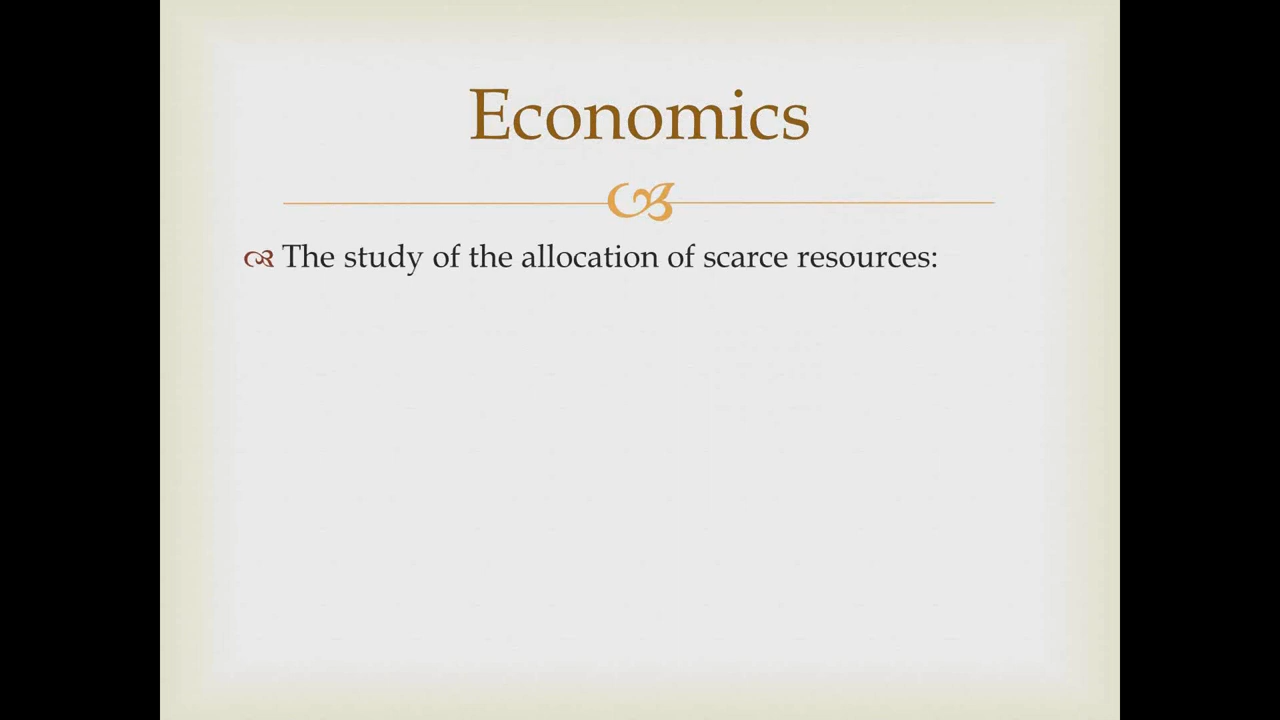 Economics
The study of the allocation of scarce resources: